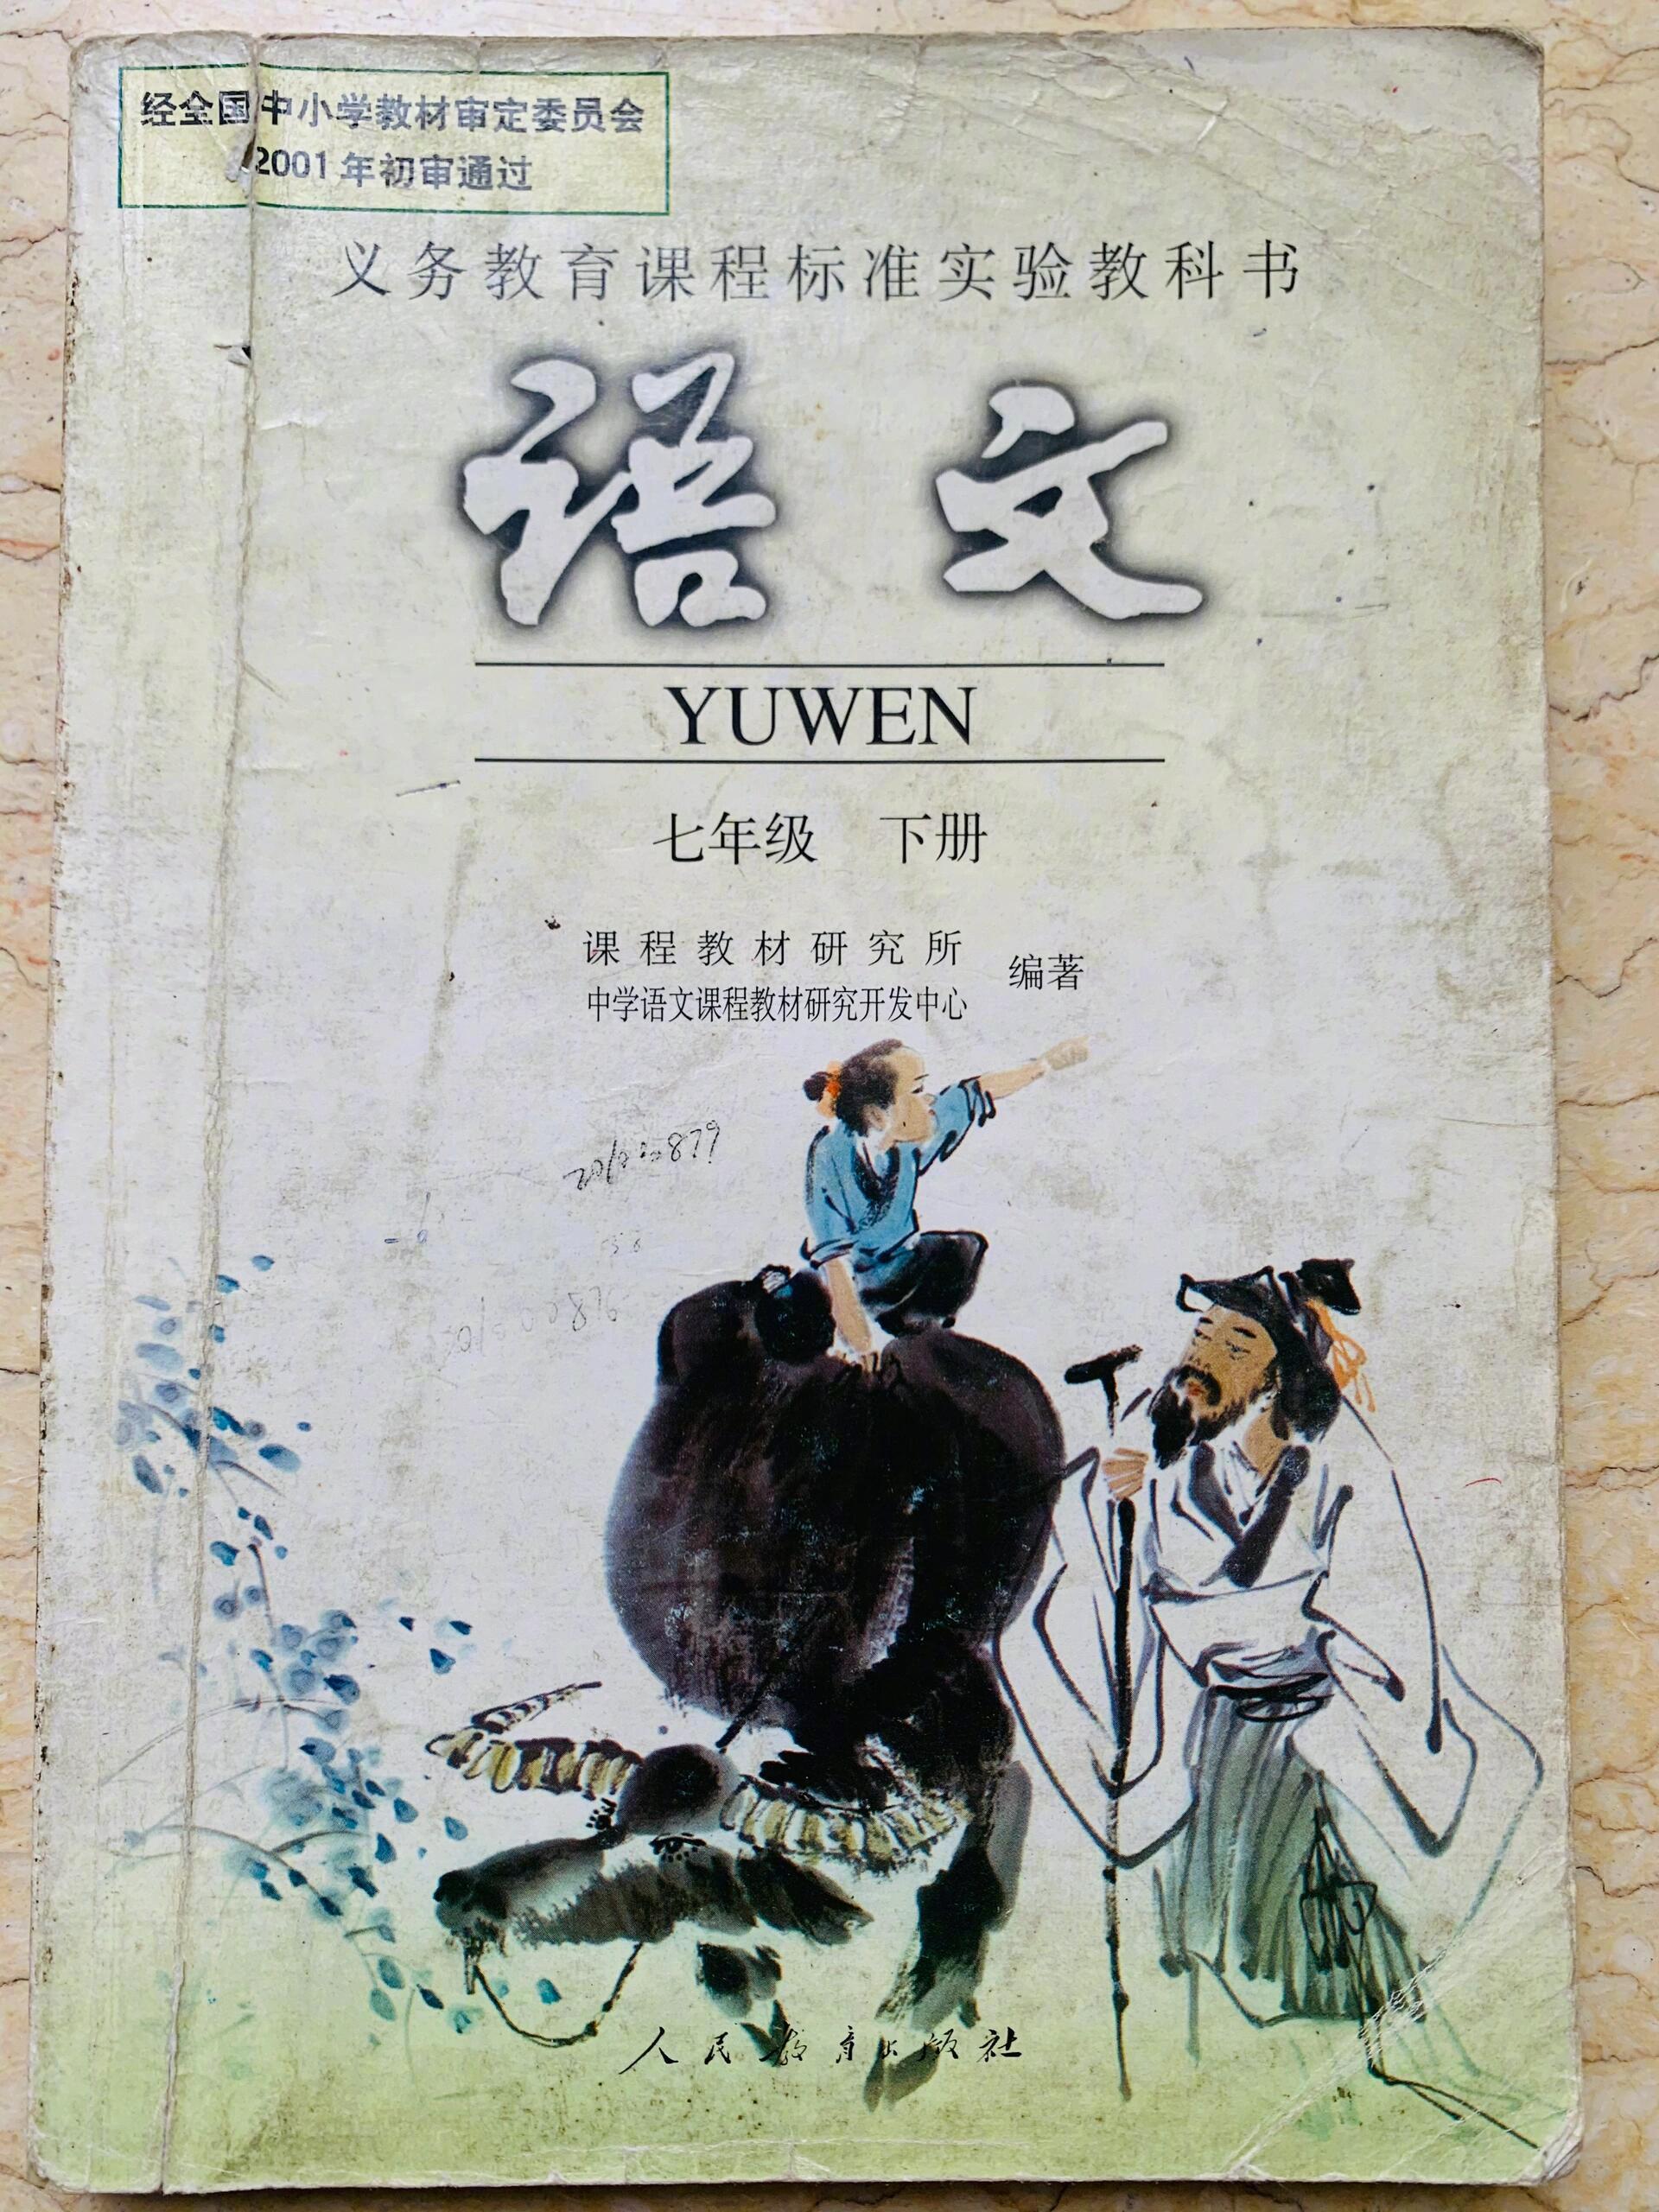 经全国中小学教材审定委员会
2001年初审通过
义务教育课程标准实验教科书
语文
YUWEN
七年级 下册
课程教材研究所
中学语文课程教材研究开发中心
编著
人民教育出版社